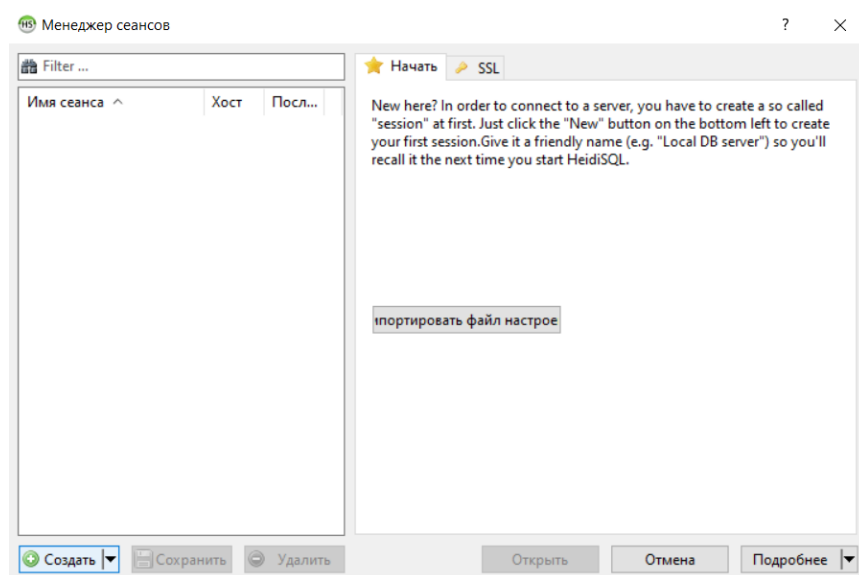 HS Менеджер сеансов ?
Filter ...
Начать SSL
Имя сеанса Хост Посл...
New here? In order to connect to a server, you have to create a so called
"session" at first. Just click the "New" button on the bottom left to create
your first session.Give it a friendly name (e.g. "Local DB server") so you'll
recall it the next time you start HeidiSQL.
ипортировать файл настрое
Создать Сохранить Удалить Открыть Отмена Подробнее